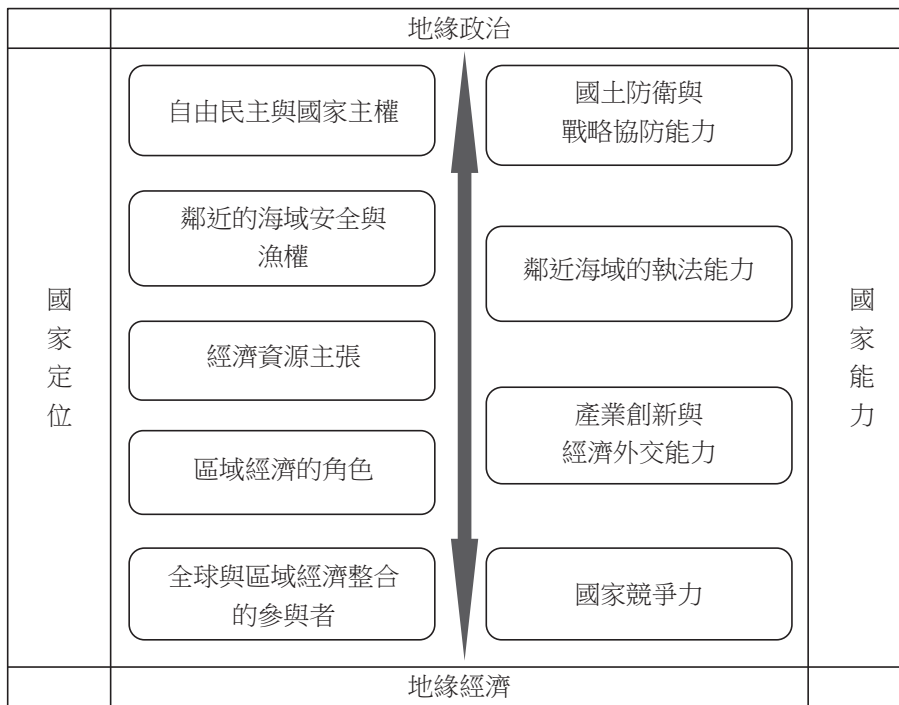 地緣政治
國家定位
自由民主與國家主權
鄰近的海域安全與
漁權
經濟資源主張
區域經濟的角色
全球與區域經濟整合
的參與者
國土防衛與
戰略協防能力
鄰近海域的執法能力
產業創新與
經濟外交能力
國家競爭力
國家能力
地緣經濟